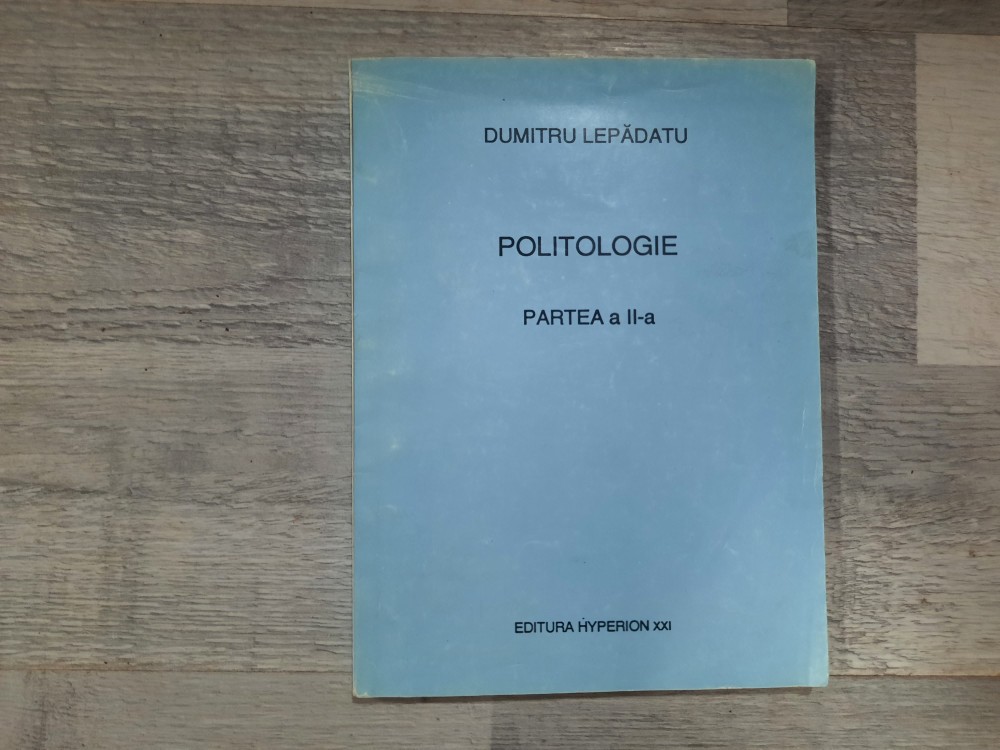 DUMITRU LEPĂDATU
POLITOLOGIE
PARTEA a II-a
EDITURA HYPERION XXI